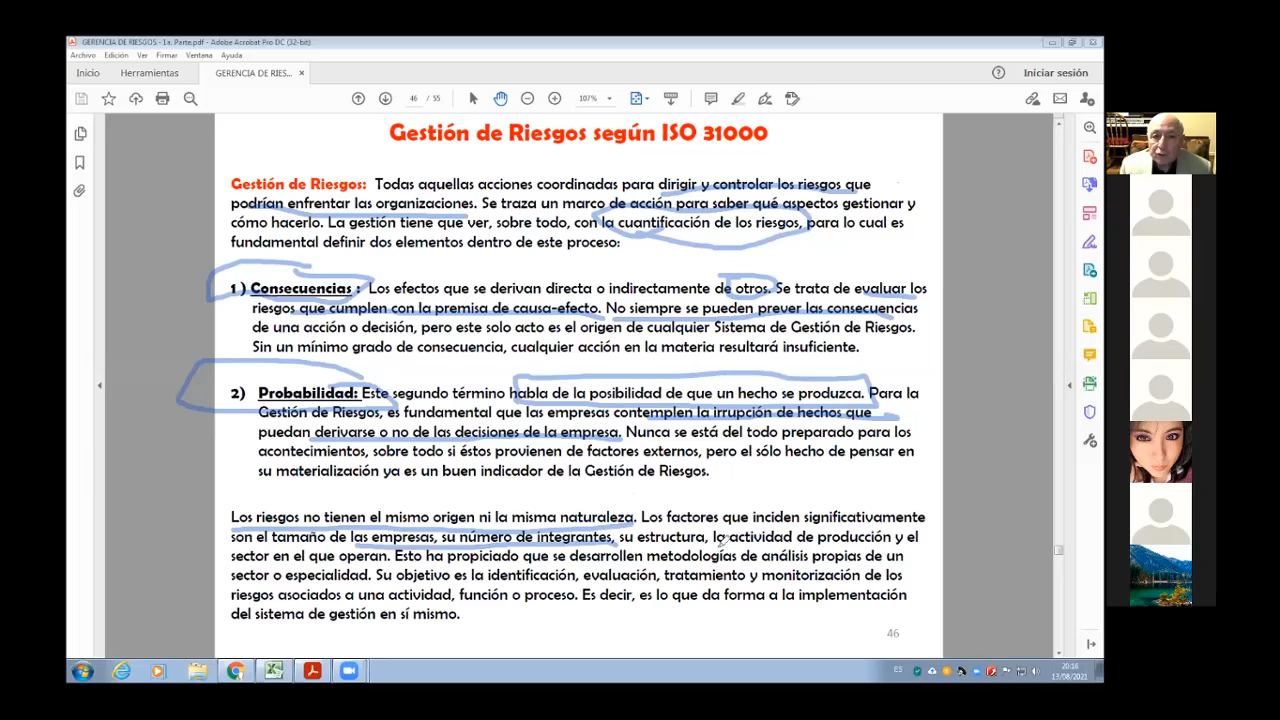 GERENCIA DE RIESGOS - 1a. Parte.pdf - Adobe Acrobat Pro DC (32-bit)
Archivo Edición Ver Firmar Ventana Ayuda
Inicio Herramientas GERENCIA DE RIES... × Iniciar sesión
46 / 55 107%
Gestión de Riesgos según ISO 31000
Gestión de Riesgos: Todas aquellas acciones coordinadas para dirigir y controlar los riesgos que
podrían enfrentar las organizaciones. Se traza un marco de acción para saber qué aspectos gestionar y
cómo hacerlo. La gestión tiene que ver, sobre todo, con la cuantificación de los riesgos, para lo cual es
fundamental definir dos elementos dentro de este proceso:
1 ) Consecuencias : Los efectos que se derivan directa o indirectamente de otros. Se trata de evaluar los
riesgos que cumplen con la premisa de causa-efecto. No siempre se pueden prever las consecuencias
de una acción o decisión, pero este solo acto es el origen de cualquier Sistema de Gestión de Riesgos.
Sin un mínimo grado de consecuencia, cualquier acción en la materia resultará insuficiente.
2) Probabilidad: Este segundo término habla de la posibilidad de que un hecho se produzca. Para la
Gestión de Riesgos, es fundamental que las empresas contemplen la irrupción de hechos que
puedan derivarse o no de las decisiones de la empresa. Nunca se está del todo preparado para los
acontecimientos, sobre todo si éstos provienen de factores externos, pero el sólo hecho de pensar en
su materialización ya es un buen indicador de la Gestión de Riesgos.
Los riesgos no tienen el mismo origen ni la misma naturaleza. Los factores que inciden significativamente
son el tamaño de las empresas, su número de integrantes, su estructura, la actividad de producción y el
sector en el que operan. Esto ha propiciado que se desarrollen metodologías de análisis propias de un
sector o especialidad. Su objetivo es la identificación, evaluación, tratamiento y monitorización de los
riesgos asociados a una actividad, función o proceso. Es decir, es lo que da forma a la implementación
del sistema de gestión en sí mismo.
46
ES 20:16
13/08/2021